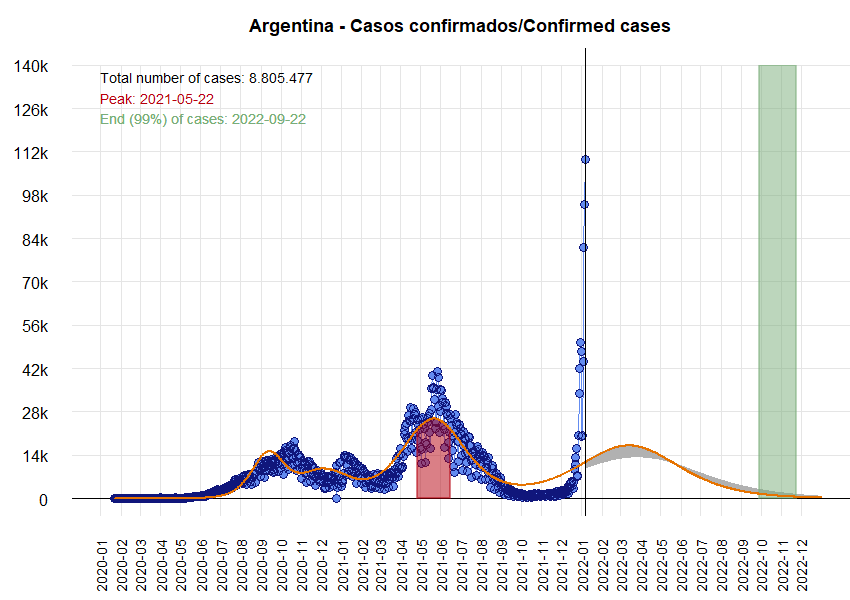 Argentina - Casos confirmados/Confirmed cases
140k
126k
112k
98k
84k
70k
56k
42k
28k
14k
0
Total number of cases: 8.805.477
Peak: 2021-05-22
End (99%) of cases: 2022-09-22
2020-01
2020-02
2020-03
2020-04
2020-05
2020-06
2020-07
2020-08
2020-09
2020-10
2020-11
2020-12
2021-01
2021-02
2021-03
2021-04
2021-05
2021-06
2021-07
2021-08
2021-09
2021-10
2021-11
2021-12
2022-01
2022-02
2022-03
2022-04
2022-05
2022-06
2022-07
2022-08
2022-09
2022-10
2022-11
2022-12